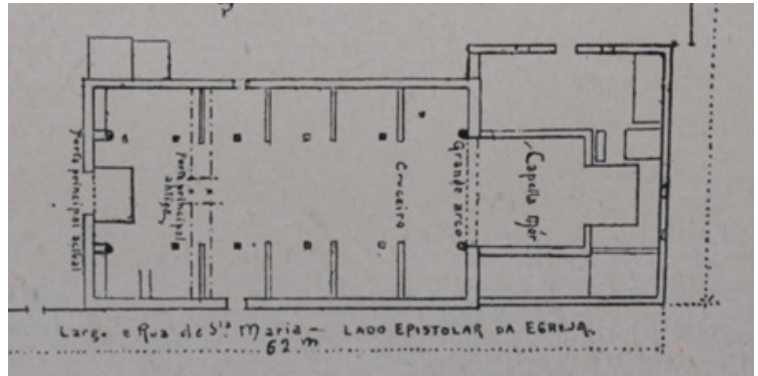 Porta principal actual
Porta principal
antiga
Cruzeiro
Grande arco
Capella mór
Largo e Rua de Sta. Maria — LADO EPISTOLAR DA EGREJA.
62 m